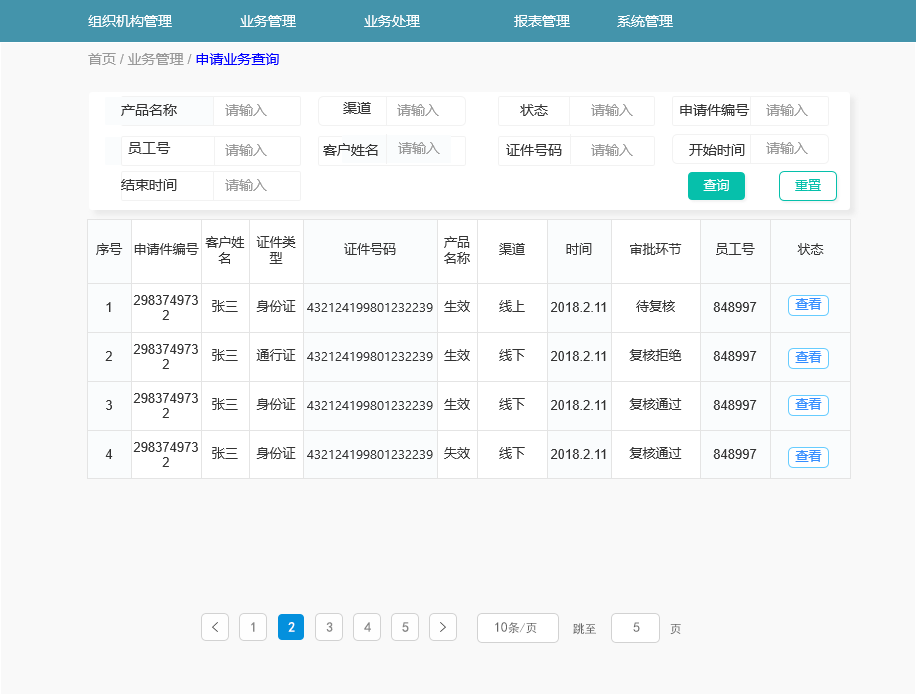 组织机构管理 业务管理 业务处理 报表管理 系统管理
首页 / 业务管理 / 申请业务查询
产品名称 请输入 渠道 请输入 状态 请输入 申请件编号 请输入
员工号 请输入 客户姓名 请输入 证件号码 请输入 开始时间 请输入
结束时间 请输入 查询 重置
序号 申请件编号 客户姓名 证件类型 证件号码 产品名称 渠道 时间 审批环节 员工号 状态
1 2983749732 张三 身份证 432124199801232239 生效 线上 2018.2.11 待复核 848997 查看
2 2983749732 张三 通行证 432124199801232239 生效 线下 2018.2.11 复核拒绝 848997 查看
3 2983749732 张三 身份证 432124199801232239 生效 线下 2018.2.11 复核通过 848997 查看
4 2983749732 张三 身份证 432124199801232239 失效 线下 2018.2.11 复核通过 848997 查看
< 1 2 3 4 5 > 10条/页 跳至 5 页